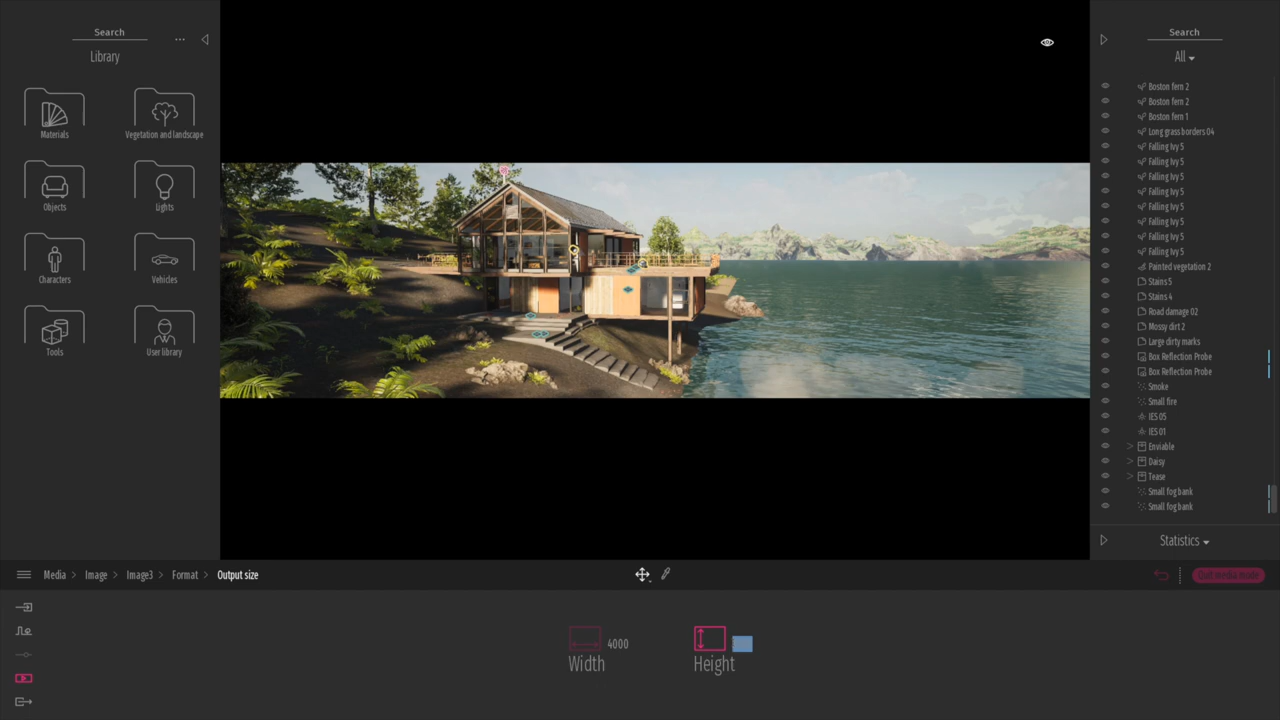 Search
Library
Materials
Vegetation and landscape
Objects
Lights
Characters
Vehicles
Tools
User library
Search
All
Boston fern 2
Boston fern 2
Boston fern 1
Long grass borders 04
Falling Ivy 5
Falling Ivy 5
Falling Ivy 5
Falling Ivy 5
Falling Ivy 5
Falling Ivy 5
Falling Ivy 5
Falling Ivy 5
Painted vegetation 2
Stains 5
Stains 4
Road damage 02
Mossy dirt 2
Large dirty marks
Box Reflection Probe
Box Reflection Probe
Smoke
Small fire
IES 05
IES 01
Enviable
Daisy
Tease
Small fog bank
Small fog bank
Statistics
Media > Image > Image3 > Format > Output size
Quit media mode
4000
Width
Height